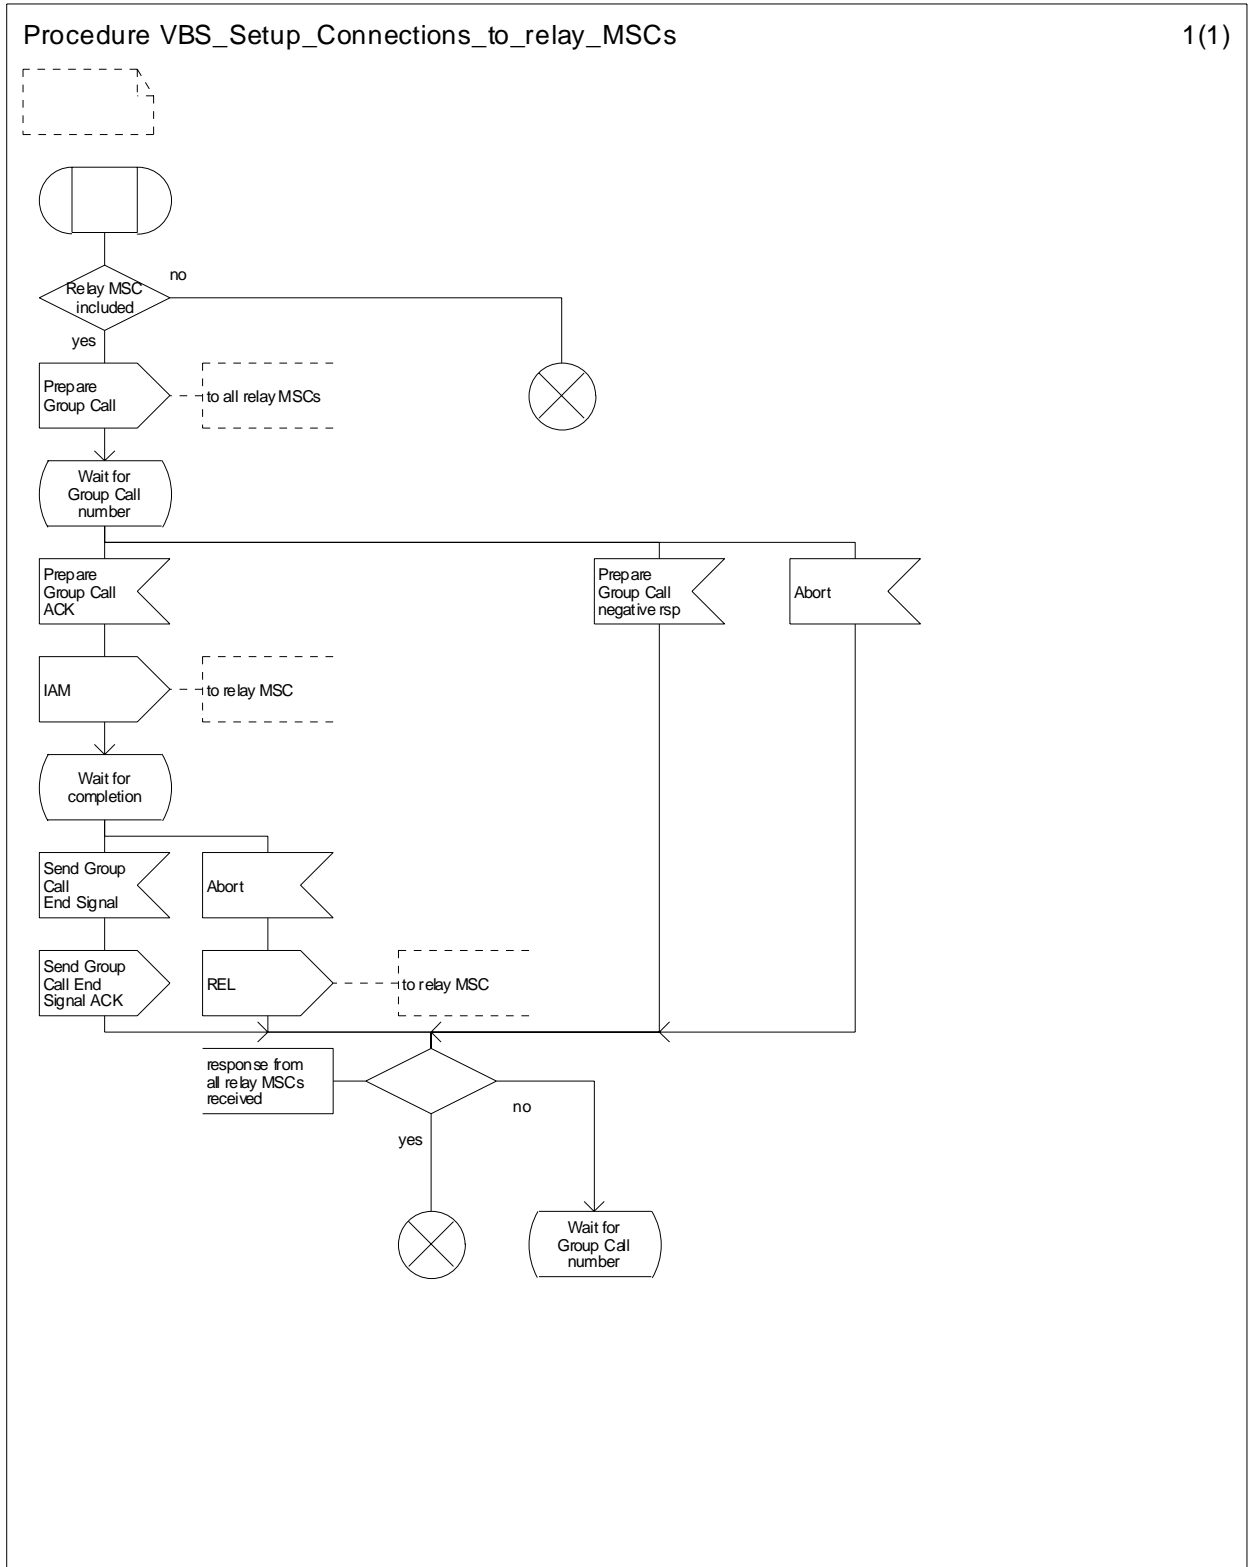 Procedure VBS_Setup_Connections_to_relay_MSCs
1(1)
no
Relay MSC
included
yes
Prepare
Group Call
to all relay MSCs
Wait for
Group Call
number
Prepare
Group Call
ACK
Prepare
Group Call
negative rsp
Abort
IAM
to relay MSC
Wait for
completion
Send Group
Call
End Signal
Abort
Send Group
Call End
Signal ACK
REL
to relay MSC
response from
all relay MSCs
received
no
yes
Wait for
Group Call
number